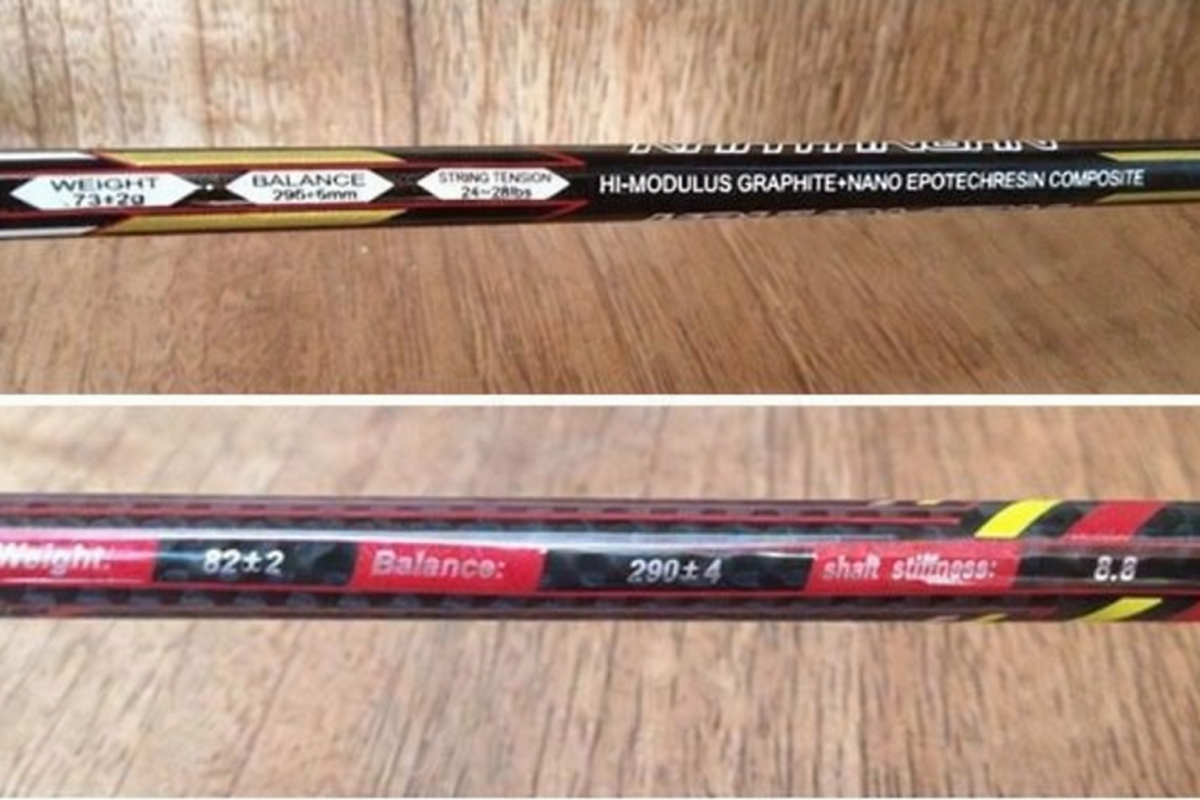 WEIGHT
73±2g
BALANCE
295±5mm
STRING TENSION
24~28lbs
HI-MODULUS GRAPHITE+NANO EPOTECHRESIN COMPOSITE
Weight: 82±2 Balance: 290±4 shaft stiffness: 8.8